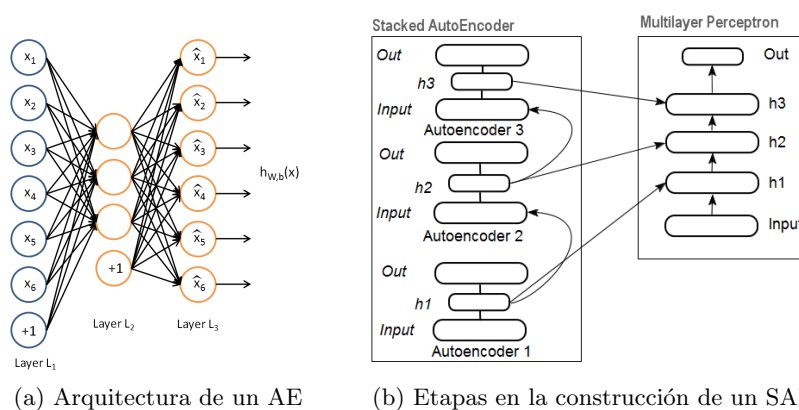 x1
x2
x3
x4
x5
x6
+1
Layer L1
+1
Layer L2
x̂1
x̂2
x̂3
x̂4
x̂5
x̂6
Layer L3
hW,b(x)
(a) Arquitectura de un AE
Stacked AutoEncoder
Out
h3
Input
Autoencoder 3
Out
h2
Input
Autoencoder 2
Out
h1
Input
Autoencoder 1
Multilayer Perceptron
Out
h3
h2
h1
Input
(b) Etapas en la construcción de un SA